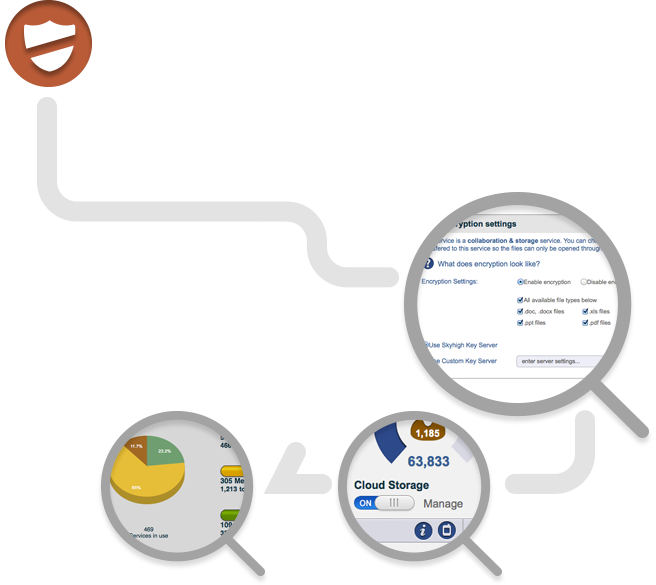 yption settings
ervice is a collaboration & storage service. You can ch
fered to this service so the files can only be opened throug
? What does encryption look like?
Encryption Settings:
Enable encryption
Disable en
All available file types below
.doc, .docx files
.xls files
.ppt files
.pdf files
Use Skyhigh Key Server
Custom Key Server
enter server settings...
11.7%
23.2%
65%
469
ervices in use
305 Me
1,213 to
109
1,185
63,833
Cloud Storage
ON
Manage
i